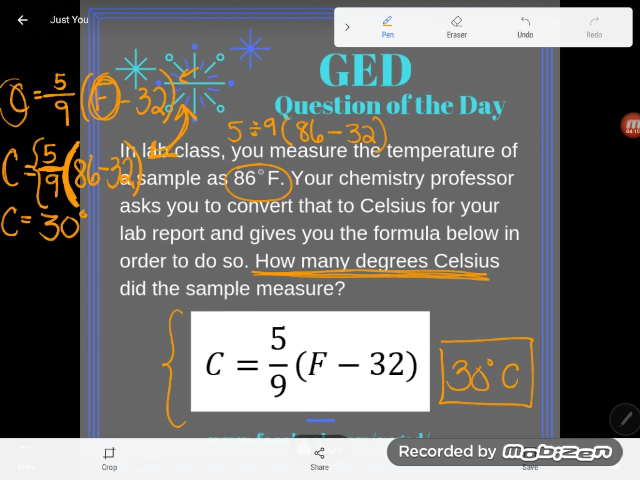 Just You
Pen
Eraser
Undo
Redo
GED
Question of the Day
C = 5/9 (F - 32)
5 ÷ 9 (86 - 32)
C = 5/9 (86 - 32)
C = 30°
In lab class, you measure the temperature of
a sample as 86°F. Your chemistry professor
asks you to convert that to Celsius for your
lab report and gives you the formula below in
order to do so. How many degrees Celsius
did the sample measure?
C = 5/9 (F − 32)
30°C
Recorded by mobizen
Crop
Share
Save